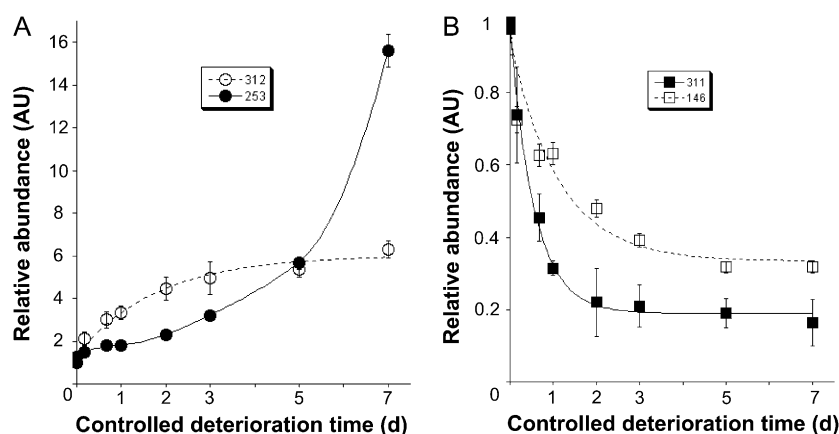 A
Relative abundance (AU)
16
14
12
10
8
6
4
2
0
312
253
0 1 2 3 5 7
Controlled deterioration time (d)
B
Relative abundance (AU)
1
0.8
0.6
0.4
0.2
0
311
146
1 2 3 5 7
Controlled deterioration time (d)